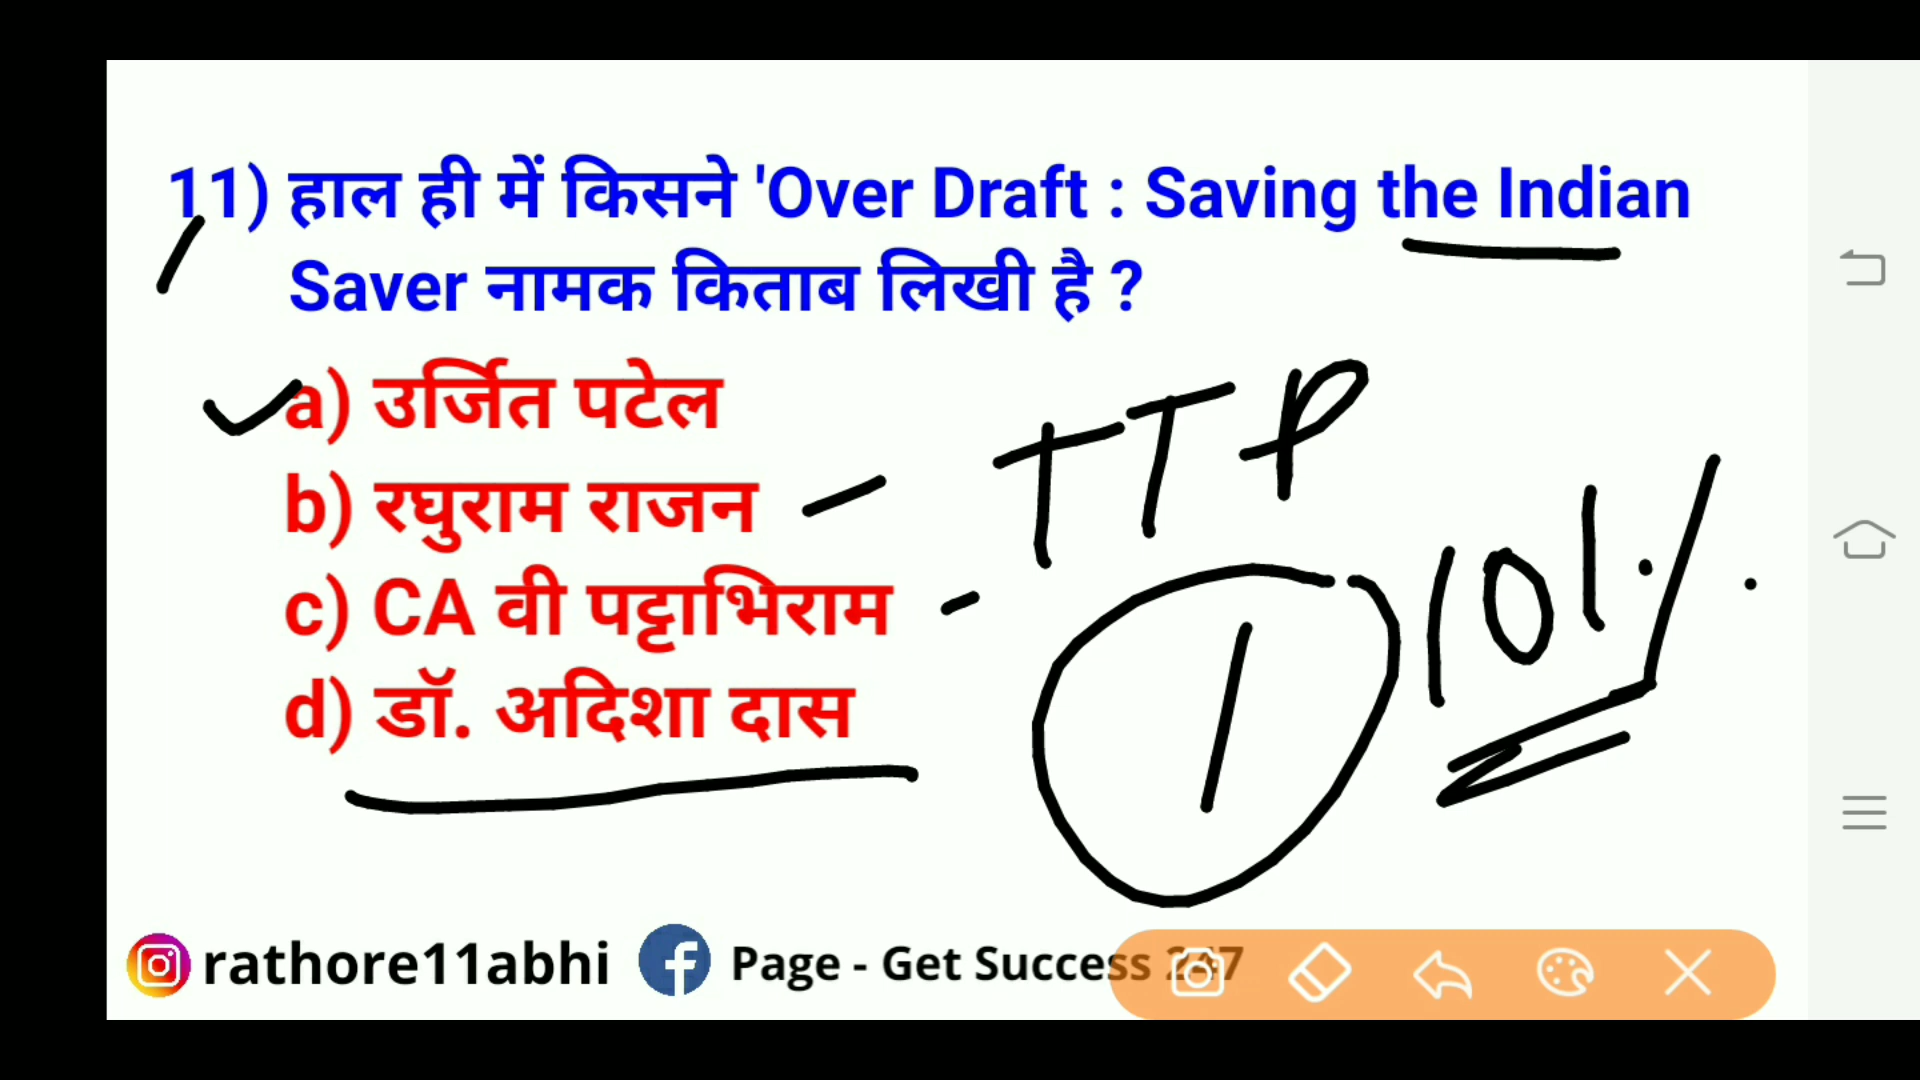 11) हाल ही में किसने 'Over Draft : Saving the Indian
Saver नामक किताब लिखी है ?
a) उर्जित पटेल
b) रघुराम राजन - TTP
c) CA वी पट्टाभिराम -
d) डॉ. अदिशा दास
1
101%.
rathore11abhi Page - Get Success 247